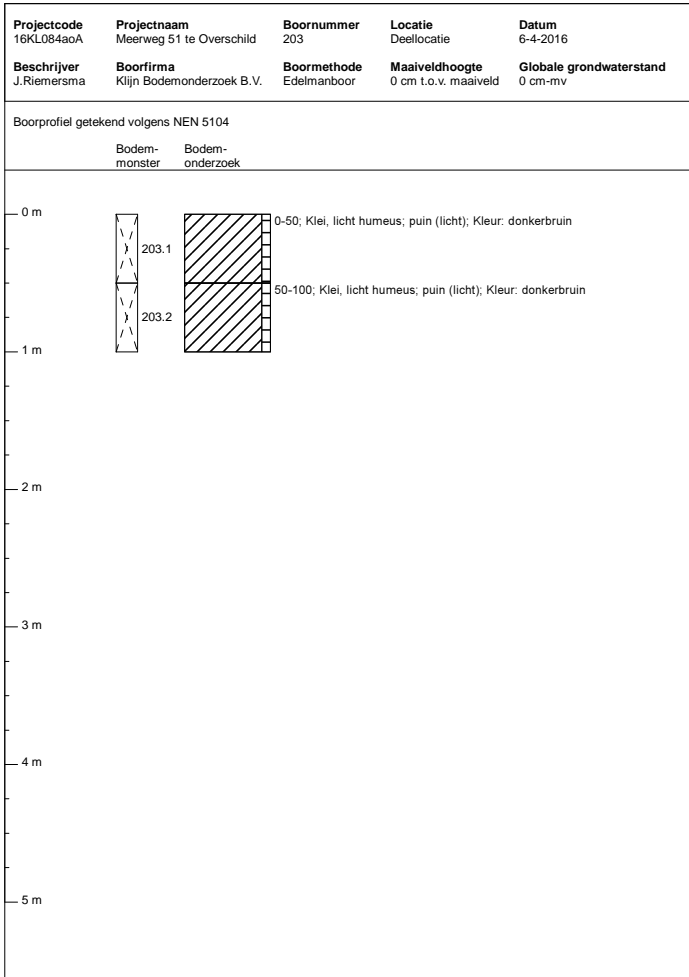 Projectcode Projectnaam Boornummer Locatie Datum
16KL084aoA Meerweg 51 te Overschild 203 Deellocatie 6-4-2016
Beschrijver Boorfirma Boormethode Maaiveldhoogte Globale grondwaterstand
J.Riemersma Klijn Bodemonderzoek B.V. Edelmanboor 0 cm t.o.v. maaiveld 0 cm-mv
Boorprofiel getekend volgens NEN 5104
Bodem- Bodem-
monster onderzoek
0 m
0-50; Klei, licht humeus; puin (licht); Kleur: donkerbruin
203.1
50-100; Klei, licht humeus; puin (licht); Kleur: donkerbruin
203.2
1 m
2 m
3 m
4 m
5 m